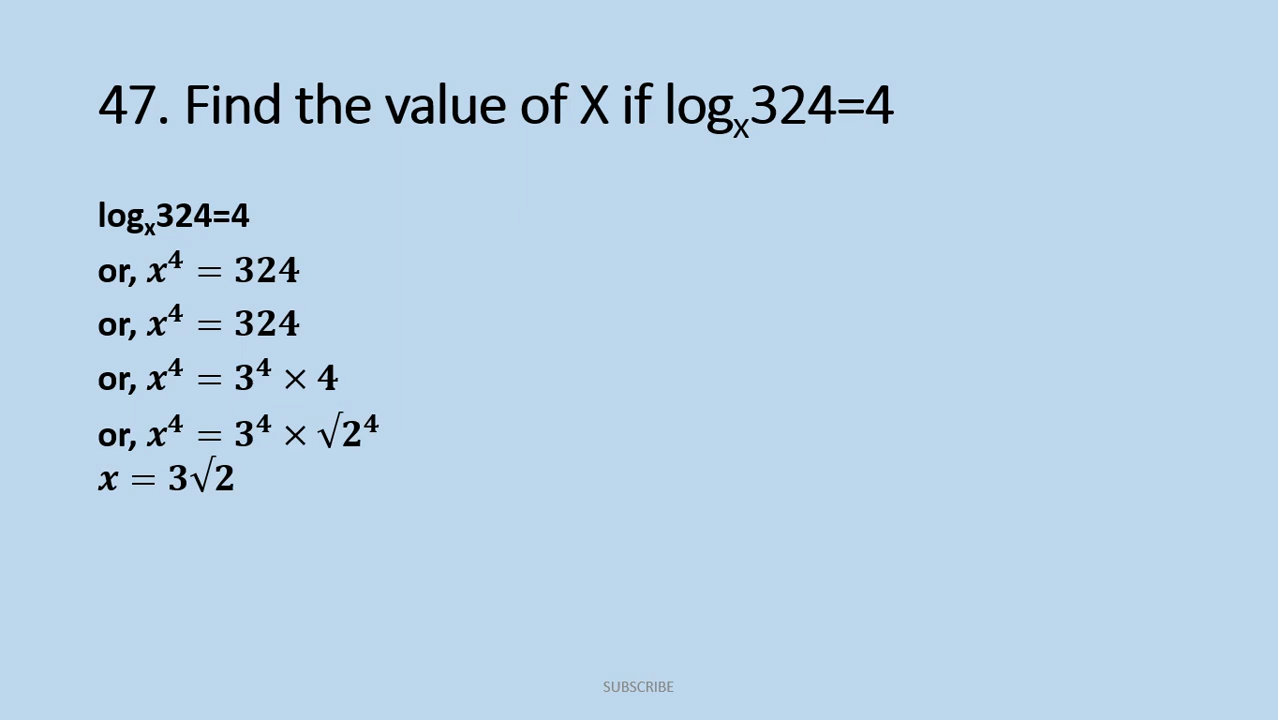 47. Find the value of X if logₓ324=4
logₓ324=4
or, x⁴ = 324
or, x⁴ = 324
or, x⁴ = 3⁴ × 4
or, x⁴ = 3⁴ × √2⁴
x = 3√2
SUBSCRIBE